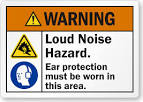 WARNING
Loud Noise
Hazard.
Ear protection
must be worn in
this area.